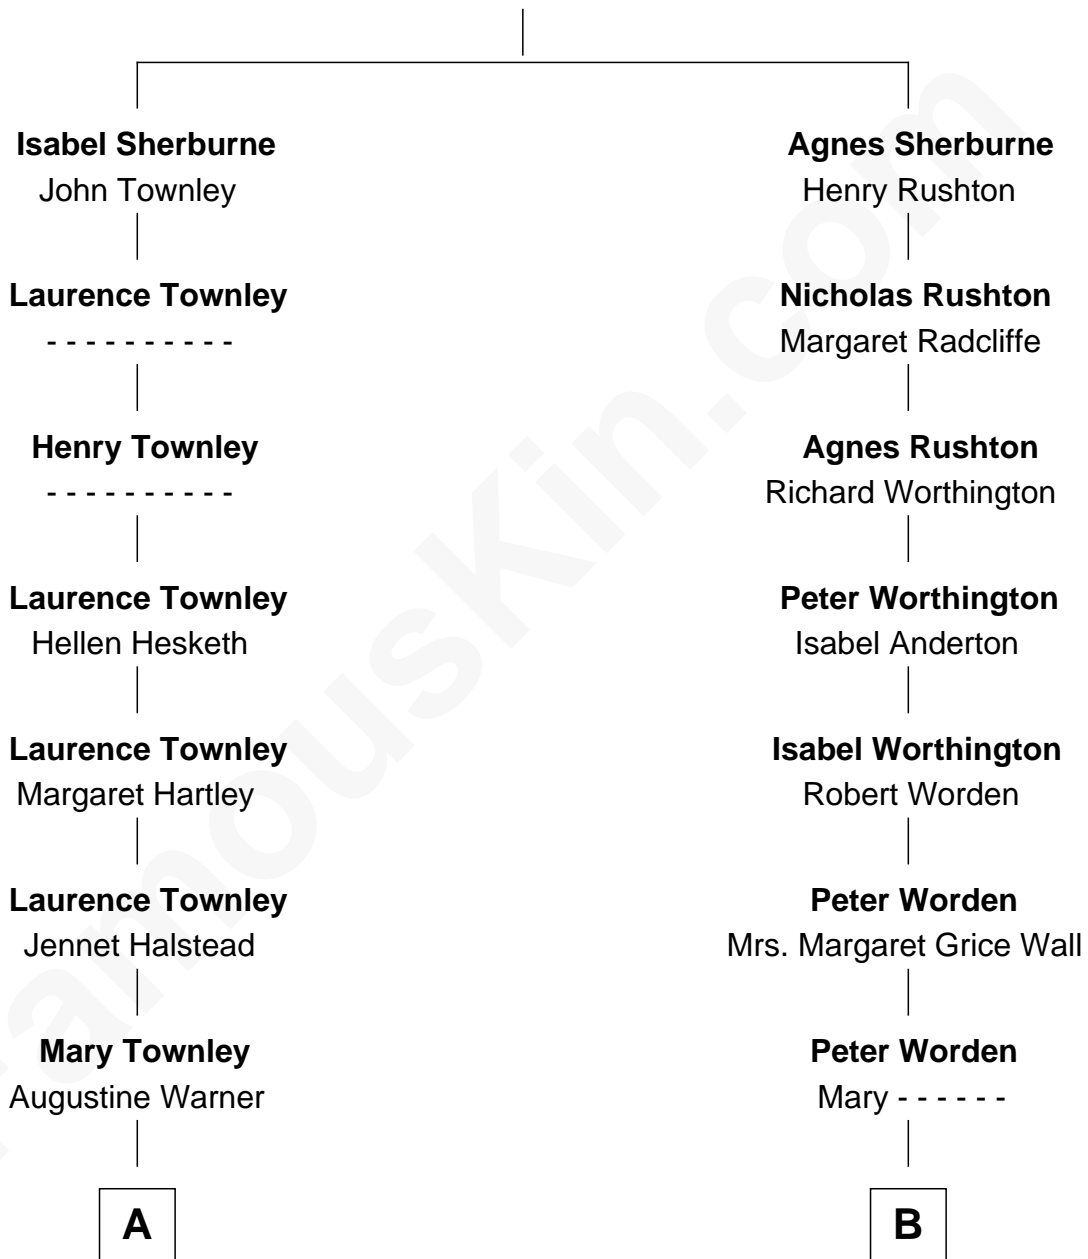 Isabel Sherburne
John Townley
Laurence Townley
- - - - - - - - - -
Henry Townley
- - - - - - - - - -
Laurence Townley
Hellen Hesketh
Laurence Townley
Margaret Hartley
Laurence Townley
Jennet Halstead
Mary Townley
Augustine Warner
A
Agnes Sherburne
Henry Rushton
Nicholas Rushton
Margaret Radcliffe
Agnes Rushton
Richard Worthington
Peter Worthington
Isabel Anderton
Isabel Worthington
Robert Worden
Peter Worden
Mrs. Margaret Grice Wall
Peter Worden
Mary - - - - - -
B
FamousKin.com